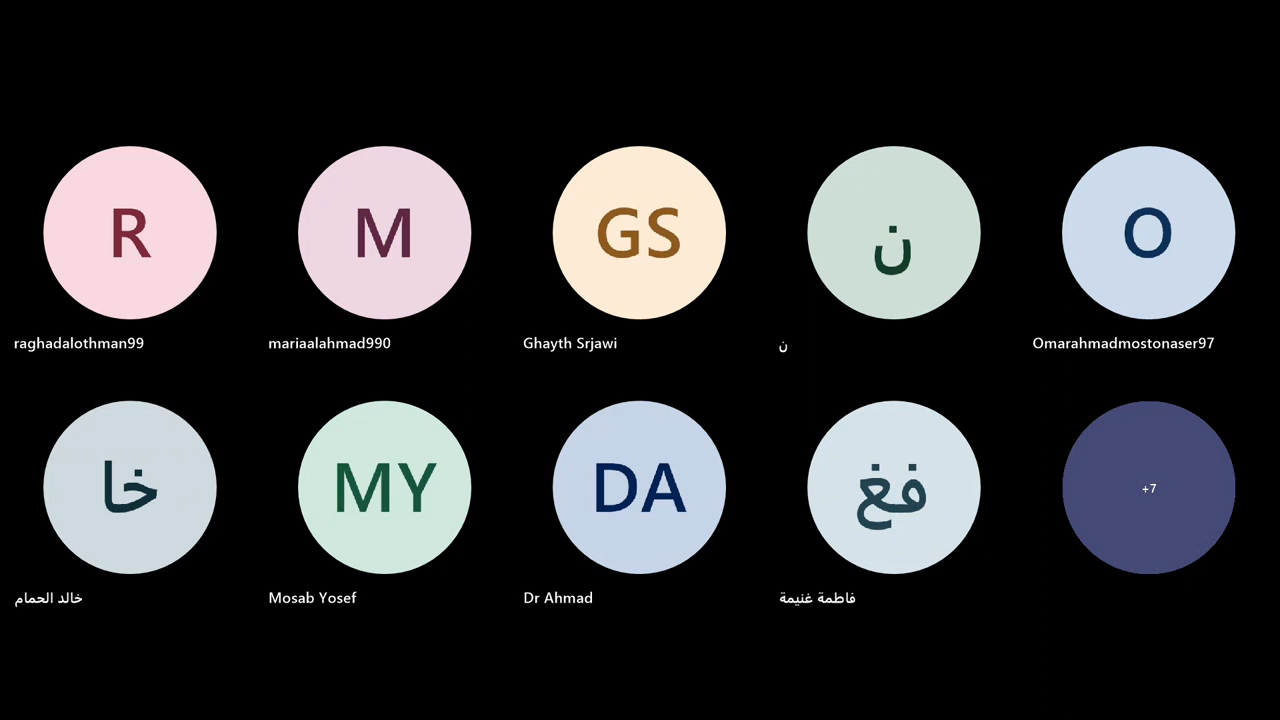 R
M
GS
ن
O
raghadalothman99
mariaalahmad990
Ghayth Srjawi
ن
Omarahmadmostonaser97
خا
MY
DA
فغ
+7
خالد الحمام
Mosab Yosef
Dr Ahmad
فاطمة غنيمة